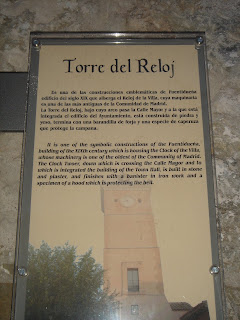 Torre del Reloj
Es una de las construcciones emblemáticas de Fuentidueña,
edificio del siglo XIX que alberga el Reloj de la Villa, cuya maquinaria
es una de las más antiguas de la Comunidad de Madrid.
La Torre del Reloj, bajo cuyo arco pasa la Calle Mayor y a la que está
integrada el edificio del Ayuntamiento, está construida de piedra y
yeso, termina con una barandilla de forja y una especie de caperuza
que protege la campana.
It is one of the symbolic constructions of the Fuentidueña,
building of the XIXth century which is housing the Clock of the Villa,
whose machinery is one of the oldest of the Community of Madrid.
The Clock Tower, down which is crossing the Calle Mayor and to
which is integrated the building of the Town Hall, is built in stone
and plaster, and finishes with a banister in iron work and a
specimen of a hood which is protecting the bell.